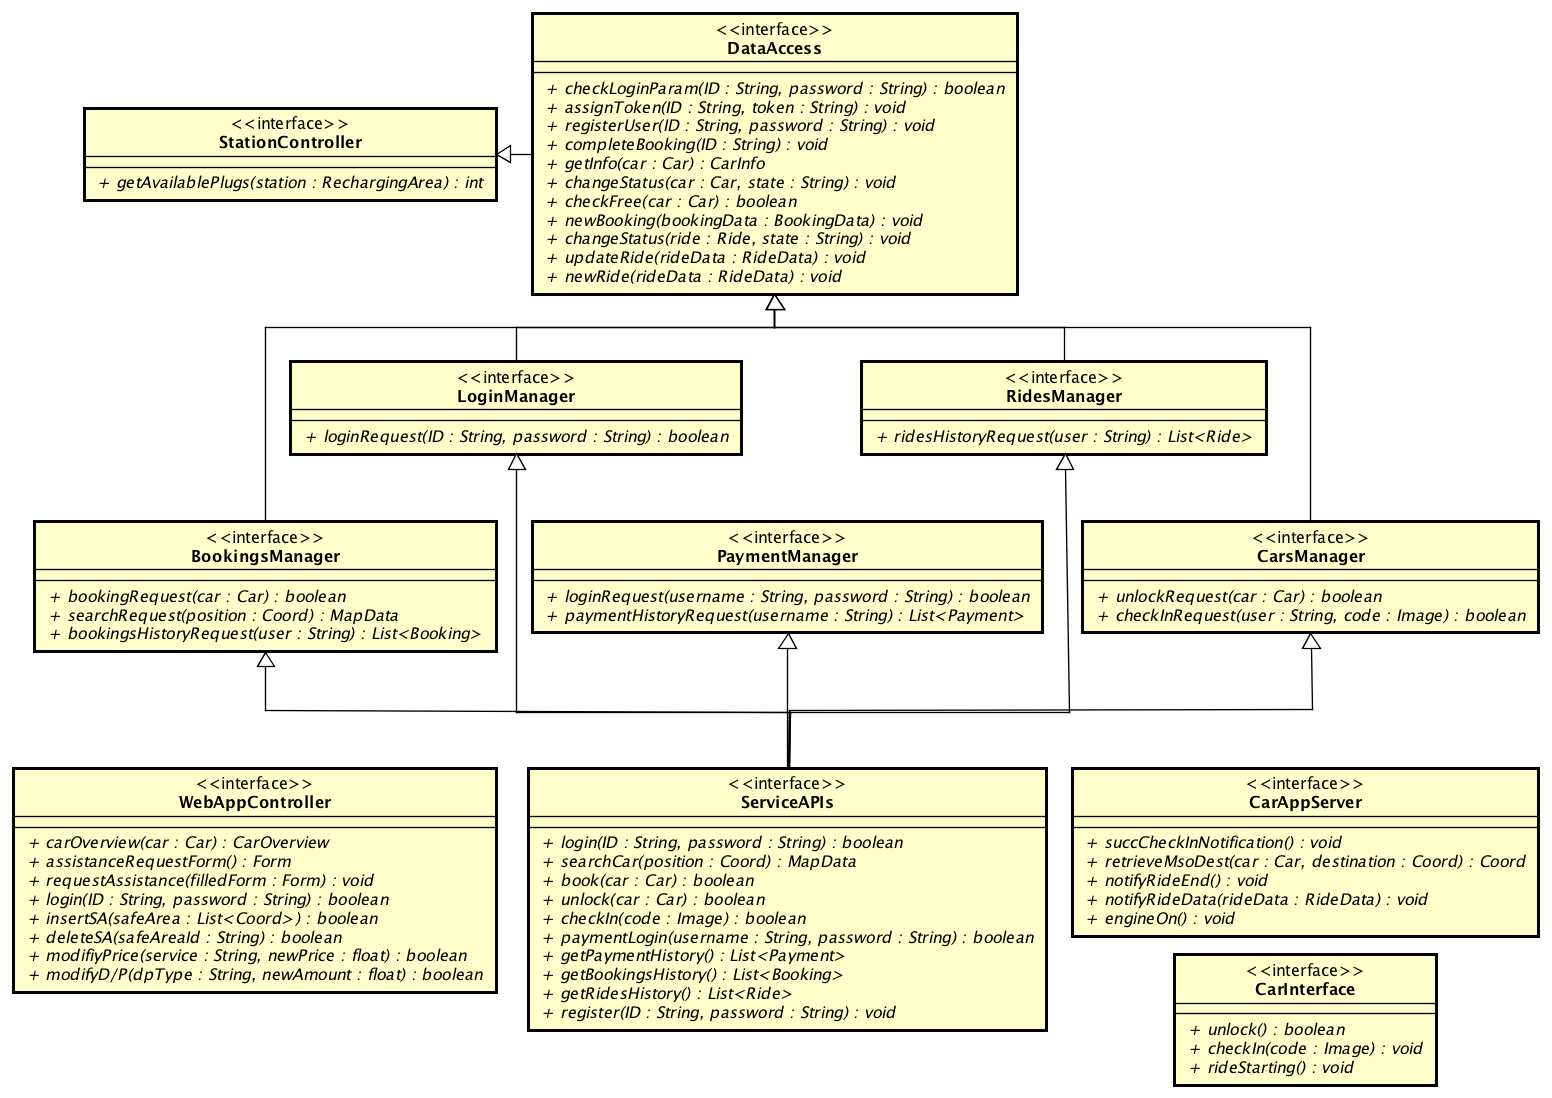 <<interface>>
DataAccess
+ checkLoginParam(ID : String, password : String) : boolean
+ assignToken(ID : String, token : String) : void
+ registerUser(ID : String, password : String) : void
+ completeBooking(ID : String) : void
+ getInfo(car : Car) : CarInfo
+ changeStatus(car : Car, state : String) : void
+ checkFree(car : Car) : boolean
+ newBooking(bookingData : BookingData) : void
+ changeStatus(ride : Ride, state : String) : void
+ updateRide(rideData : RideData) : void
+ newRide(rideData : RideData) : void
<<interface>>
StationController
+ getAvailablePlugs(station : RechargingArea) : int
<<interface>>
LoginManager
+ loginRequest(ID : String, password : String) : boolean
<<interface>>
RidesManager
+ ridesHistoryRequest(user : String) : List<Ride>
<<interface>>
BookingsManager
+ bookingRequest(car : Car) : boolean
+ searchRequest(position : Coord) : MapData
+ bookingsHistoryRequest(user : String) : List<Booking>
<<interface>>
PaymentManager
+ loginRequest(username : String, password : String) : boolean
+ paymentHistoryRequest(username : String) : List<Payment>
<<interface>>
CarsManager
+ unlockRequest(car : Car) : boolean
+ checkInRequest(user : String, code : Image) : boolean
<<interface>>
WebAppController
+ carOverview(car : Car) : CarOverview
+ assistanceRequestForm() : Form
+ requestAssistance(filledForm : Form) : void
+ login(ID : String, password : String) : boolean
+ insertSA(safeArea : List<Coord>) : boolean
+ deleteSA(safeAreaId : String) : boolean
+ modifiyPrice(service : String, newPrice : float) : boolean
+ modifyD/P(dpType : String, newAmount : float) : boolean
<<interface>>
ServiceAPIs
+ login(ID : String, password : String) : boolean
+ searchCar(position : Coord) : MapData
+ book(car : Car) : boolean
+ unlock(car : Car) : boolean
+ checkIn(code : Image) : boolean
+ paymentLogin(username : String, password : String) : boolean
+ getPaymentHistory() : List<Payment>
+ getBookingsHistory() : List<Booking>
+ getRidesHistory() : List<Ride>
+ register(ID : String, password : String) : void
<<interface>>
CarAppServer
+ succCheckInNotification() : void
+ retrieveMsoDest(car : Car, destination : Coord) : Coord
+ notifyRideEnd() : void
+ notifyRideData(rideData : RideData) : void
+ engineOn() : void
<<interface>>
CarInterface
+ unlock() : boolean
+ checkIn(code : Image) : void
+ rideStarting() : void